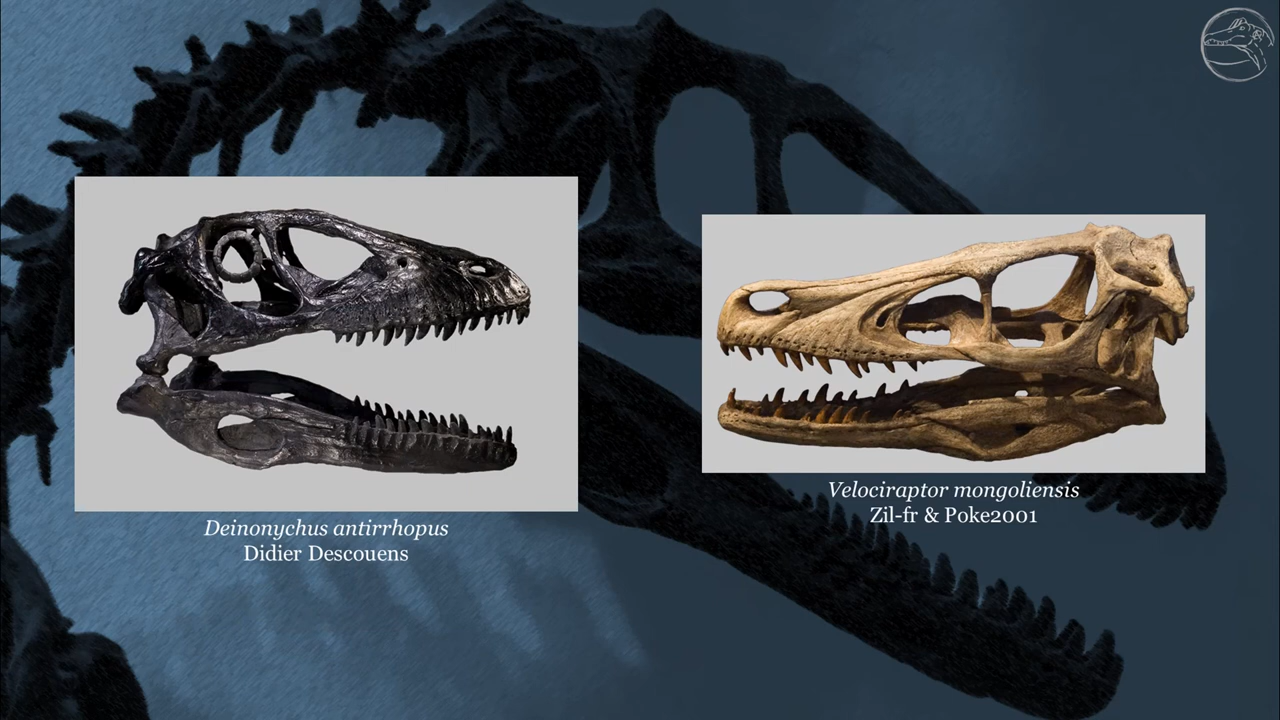 Deinonychus antirrhopus
Didier Descouens
Velociraptor mongoliensis
Zil-fr & Poke2001